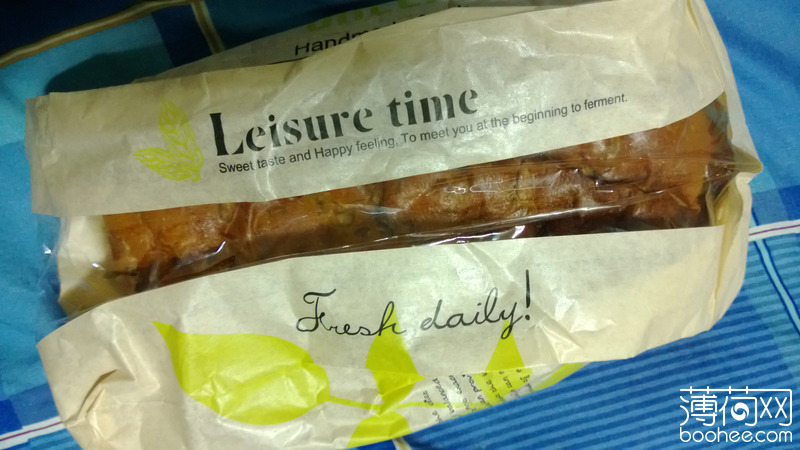 Handm
Leisure time
Sweet taste and Happy feeling. To meet you at the beginning to ferment.
Fresh daily!
薄荷网
boohee.com